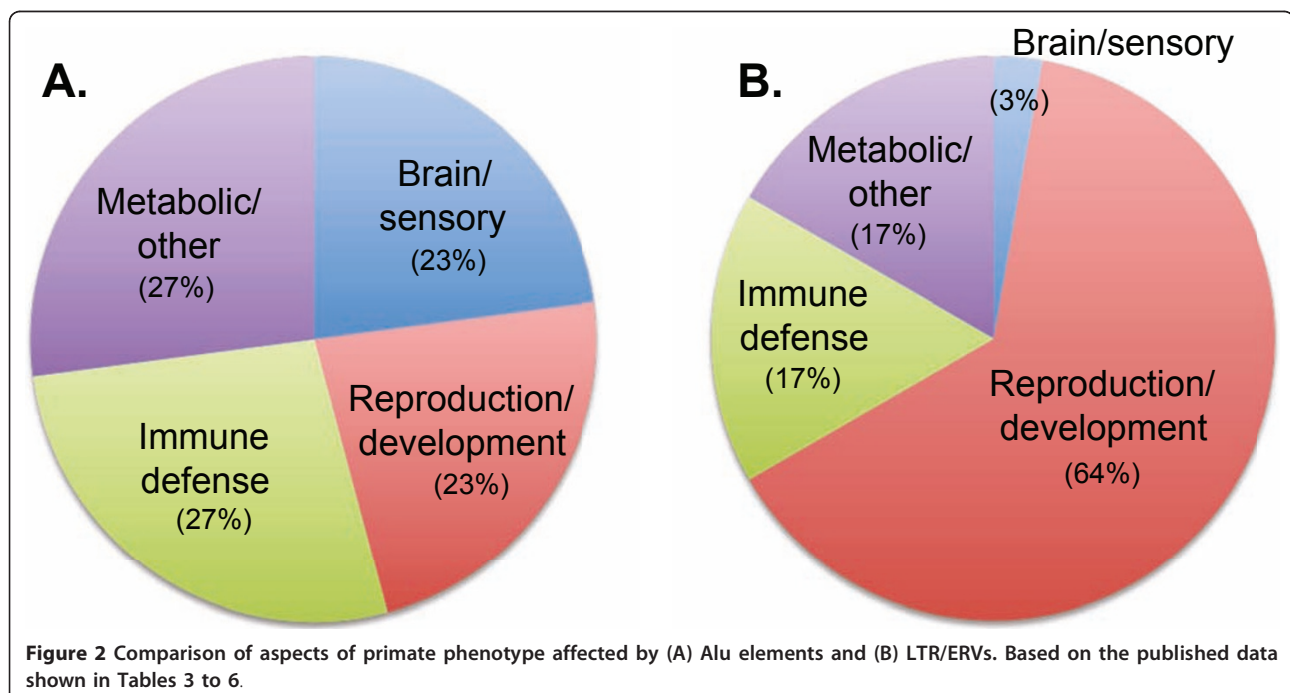 A.
Brain/
sensory
(23%)
Reproduction/
development
(23%)
Immune
defense
(27%)
Metabolic/
other
(27%)
B.
Brain/sensory
(3%)
Reproduction/
development
(64%)
Immune
defense
(17%)
Metabolic/
other
(17%)
Figure 2 Comparison of aspects of primate phenotype affected by (A) Alu elements and (B) LTR/ERVs. Based on the published data
shown in Tables 3 to 6.